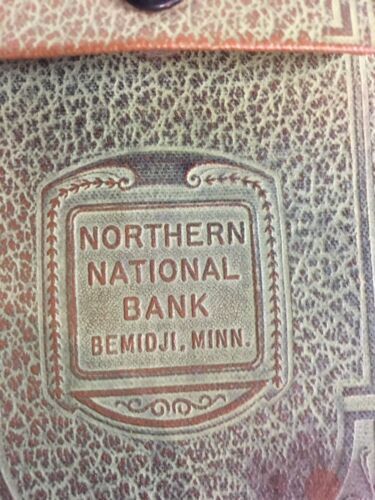 NORTHERN
NATIONAL
BANK
BEMIDJI, MINN.